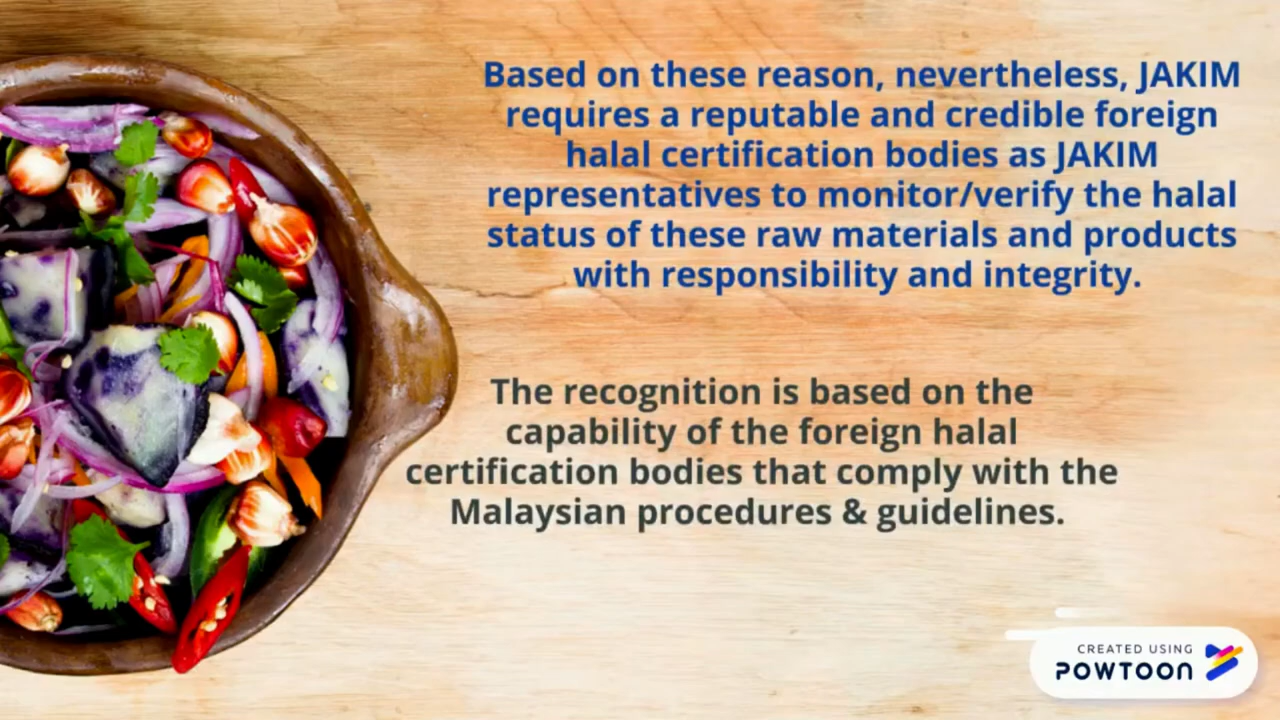 Based on these reason, nevertheless, JAKIM
requires a reputable and credible foreign
halal certification bodies as JAKIM
representatives to monitor/verify the halal
status of these raw materials and products
with responsibility and integrity.
The recognition is based on the
capability of the foreign halal
certification bodies that comply with the
Malaysian procedures & guidelines.
CREATED USING
POWTOON